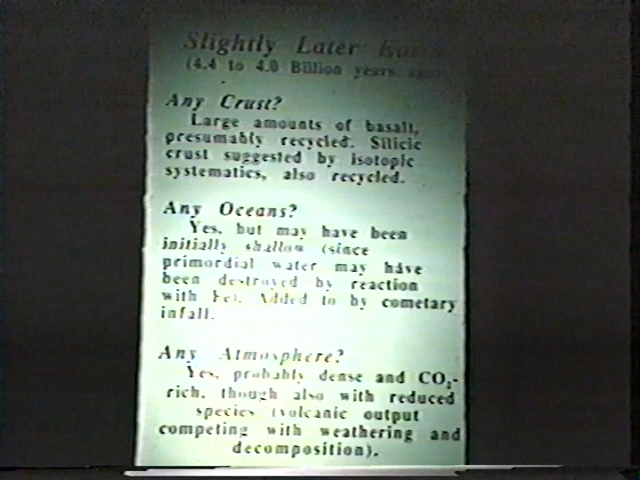 Slightly Later Earth
(4.4 to 4.0 Billion years ago)
Any Crust?
Large amounts of basalt,
presumably recycled. Silicic
crust suggested by isotopic
systematics, also recycled.
Any Oceans?
Yes, but may have been
initially shallow (since
primordial water may have
been destroyed by reaction
with Fe). Added to by cometary
infall.
Any Atmosphere?
Yes, probably dense and CO₂-
rich, though also with reduced
species (volcanic output
competing with weathering and
decomposition).